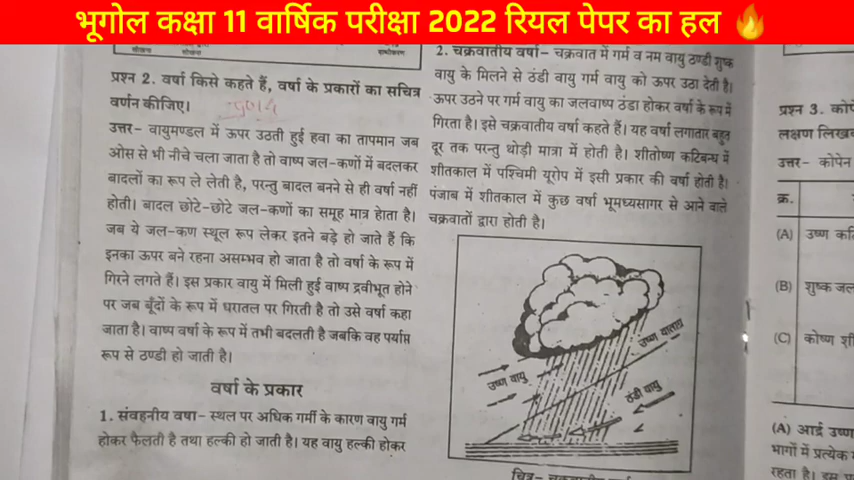 भूगोल कक्षा 11 वार्षिक परीक्षा 2022 रियल पेपर का हल 🔥
प्रश्न 2. वर्षा किसे कहते हैं, वर्षा के प्रकारों का सचित्र
वर्णन कीजिए।
उत्तर- वायुमण्डल में ऊपर उठती हुई हवा का तापमान जब
ओस से भी नीचे चला जाता है तो वाष्प जल-कणों में बदलकर
बादलों का रूप ले लेती है, परन्तु बादल बनने से ही वर्षा नहीं
होती। बादल छोटे-छोटे जल-कणों का समूह मात्र हाेता है।
जब ये जल-कण स्थूल रूप लेकर इतने बड़े हो जाते हैं कि
इनका ऊपर बने रहना असम्भव हो जाता है तो वर्षा के रूप में
गिरने लगते हैं। इस प्रकार वायु में मिली हुई वाष्प द्रवीभूत होने
पर जब बूँदों के रूप में धरातल पर गिरती है तो उसे वर्षा कहा
जाता है। वाष्प वर्षा के रूप में तभी बदलती है जबकि वह पर्याप्त
रूप से ठण्डी हो जाती है।
वर्षा के प्रकार
1. संवहनीय वषा- स्थल पर अधिक गर्मी के कारण वायु गर्म
होकर फैलती है तथा हल्की हो जाती है। यह वायु हल्की होकर
2. चक्रवातीय वर्षा- चक्रवात में गर्म व नम वायु ठण्डी शुष्क
वायु के मिलने से ठंडी वायु गर्म वायु को ऊपर उठा देती है।
ऊपर उठने पर गर्म वायु का जलवाष्प ठंडा होकर वर्षा के रूप में
गिरता है। इसे चक्रवातीय वर्षा कहते हैं। यह वर्षा लगातार बहुत
दूर तक परन्तु थोड़ी मात्रा में होती है। शीतोष्ण कटिबन्ध में
शीतकाल में पश्चिमी यूरोप में इसी प्रकार की वर्षा होती है।
पंजाब में शीतकाल में कुछ वर्षा भूमध्यसागर से आने वाले
चक्रवातों द्वारा होती है।
उष्ण वाताग्र
उष्ण वायु
ठंडी वायु
चित्र- चक्रवातीय वर्षा
प्रश्न 3. कोपे
लक्षण लिखि
उत्तर- कोपेन
क्र.
(A) उष्ण कटि
(B) शुष्क जल
(C) कोष्ण शी
(A) आर्द्र उष्ण
भागों में प्रत्येक
रहता है। इस